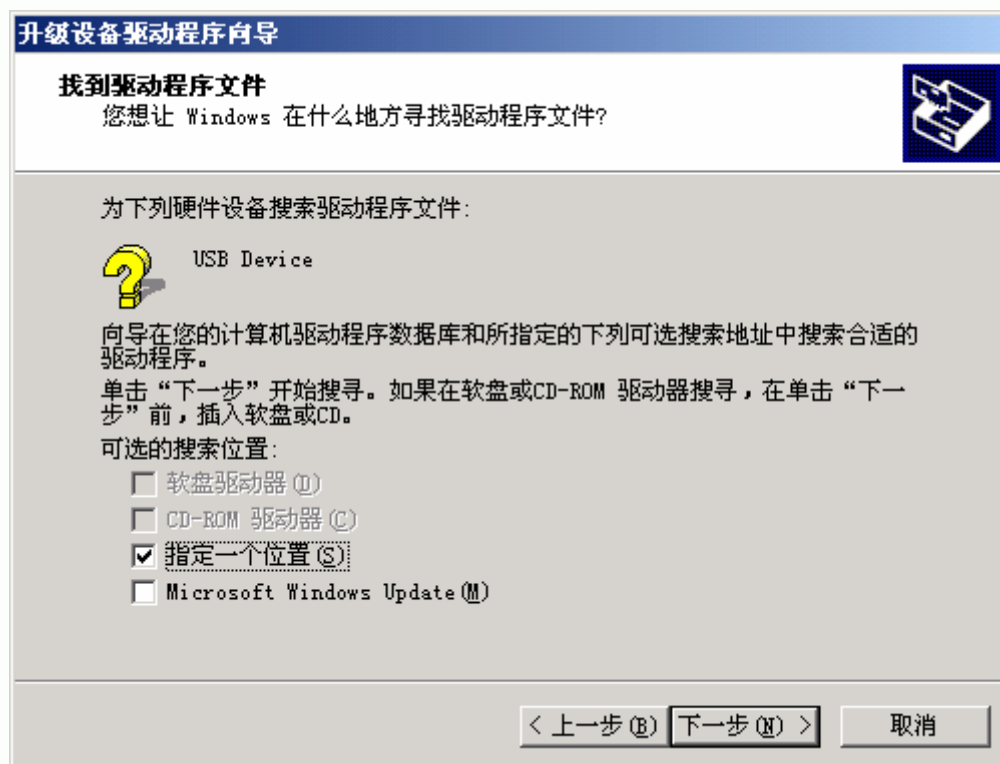 升级设备驱动程序向导
找到驱动程序文件
您想让 Windows 在什么地方寻找驱动程序文件?
为下列硬件设备搜索驱动程序文件:
USB Device
向导在您的计算机驱动程序数据库和所指定的下列可选搜索地址中搜索合适的
驱动程序。
单击“下一步”开始搜寻。如果在软盘或CD-ROM 驱动器搜寻，在单击“下一
步”前，插入软盘或CD。
可选的搜索位置:
软盘驱动器(D)
CD-ROM 驱动器(C)
指定一个位置(S)
Microsoft Windows Update(M)
< 上一步(B) 下一步(N) > 取消